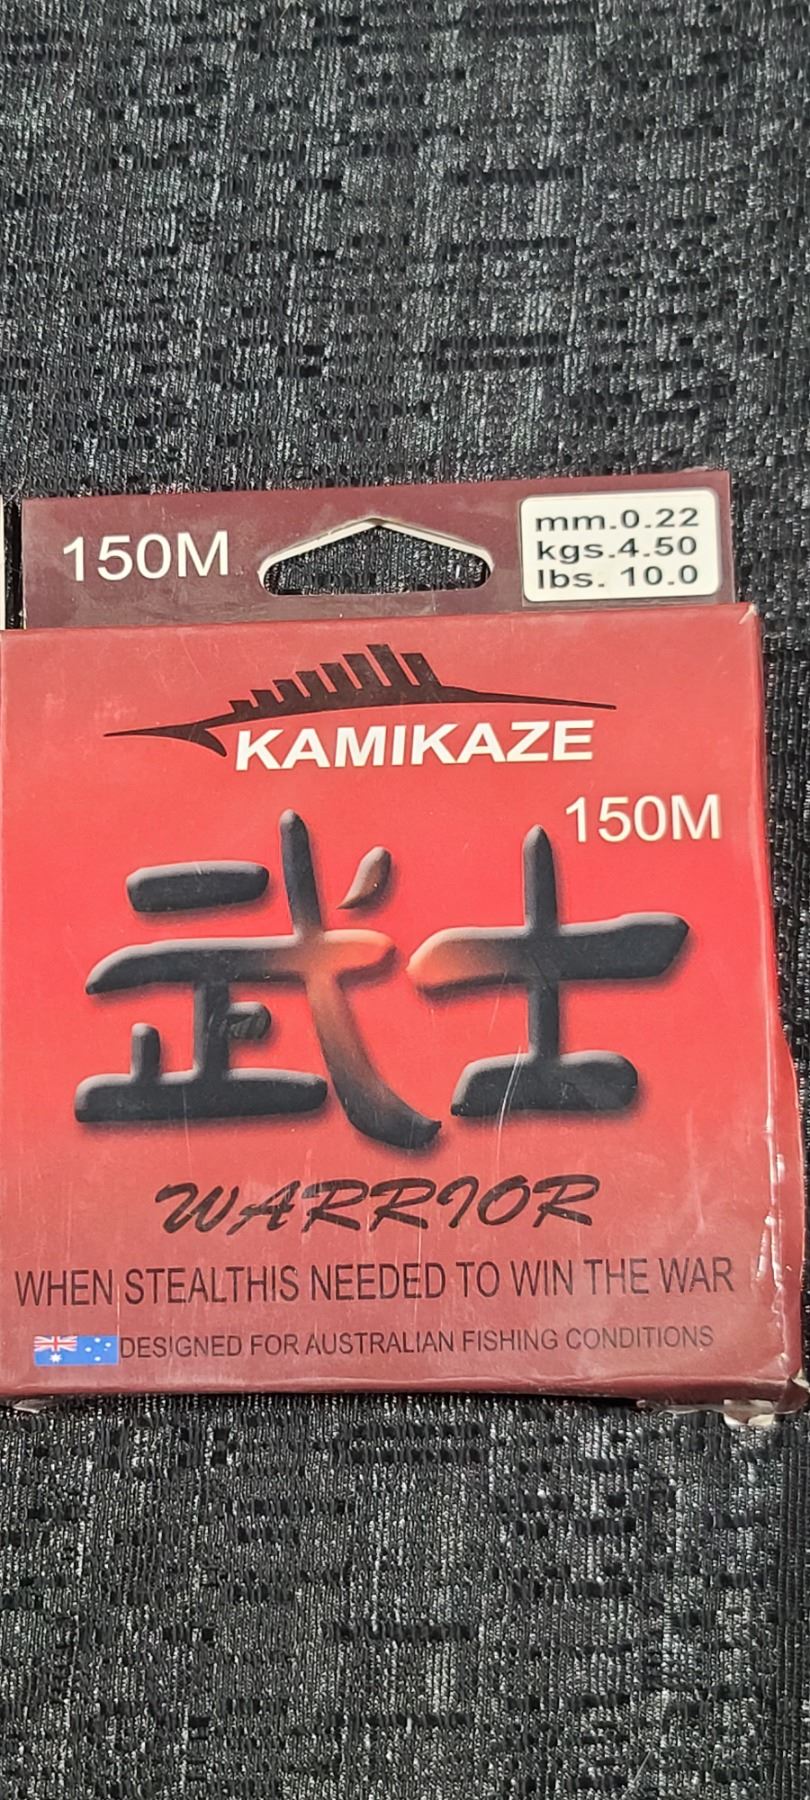 150M
mm.0.22
kgs.4.50
lbs. 10.0
KAMIKAZE
150M
武士
WARRIOR
WHEN STEALTHIS NEEDED TO WIN THE WAR
DESIGNED FOR AUSTRALIAN FISHING CONDITIONS